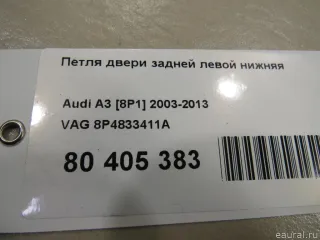 Петля двери задней левой нижняя
Audi A3 [8P1] 2003-2013
VAG 8P4833411A
80 405 383
© eaural.ru